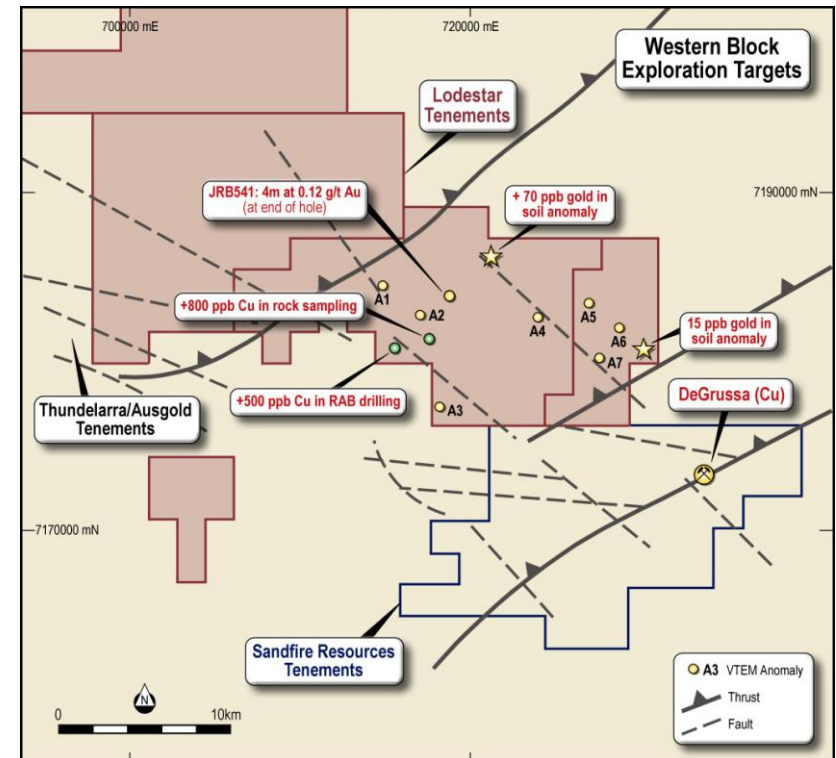 700000 mE
720000 mE
Western Block
Exploration Targets
Lodestar
Tenements
JRB541: 4m at 0.12 g/t Au
(at end of hole)
+ 70 ppb gold in
soil anomaly
7190000 mN
+800 ppb Cu in rock sampling
A1
A2
A4
A5
A6
A7
15 ppb gold in
soil anomaly
+500 ppb Cu in RAB drilling
A3
Thundelarra/Ausgold
Tenements
DeGrussa (Cu)
7170000 mN
Sandfire Resources
Tenements
N
0
10km
A3 VTEM Anomaly
Thrust
Fault